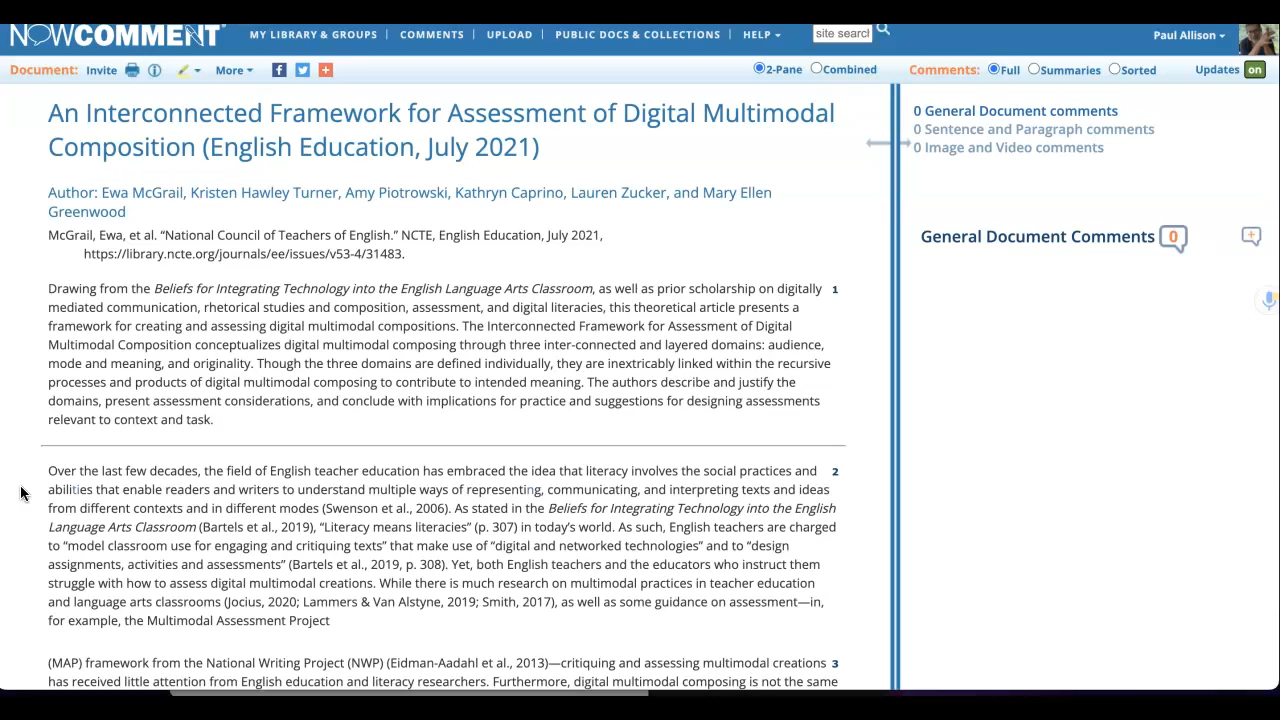 NOWCOMMENT
MY LIBRARY & GROUPS | COMMENTS | UPLOAD | PUBLIC DOCS & COLLECTIONS | HELP
site search
Paul Allison
Document: Invite More
2-Pane Combined
Comments: Full Summaries Sorted Updates on
An Interconnected Framework for Assessment of Digital Multimodal
Composition (English Education, July 2021)
Author: Ewa McGrail, Kristen Hawley Turner, Amy Piotrowski, Kathryn Caprino, Lauren Zucker, and Mary Ellen
Greenwood
McGrail, Ewa, et al. “National Council of Teachers of English.” NCTE, English Education, July 2021,
https://library.ncte.org/journals/ee/issues/v53-4/31483.
Drawing from the Beliefs for Integrating Technology into the English Language Arts Classroom, as well as prior scholarship on digitally 1
mediated communication, rhetorical studies and composition, assessment, and digital literacies, this theoretical article presents a
framework for creating and assessing digital multimodal compositions. The Interconnected Framework for Assessment of Digital
Multimodal Composition conceptualizes digital multimodal composing through three inter-connected and layered domains: audience,
mode and meaning, and originality. Though the three domains are defined individually, they are inextricably linked within the recursive
processes and products of digital multimodal composing to contribute to intended meaning. The authors describe and justify the
domains, present assessment considerations, and conclude with implications for practice and suggestions for designing assessments
relevant to context and task.
Over the last few decades, the field of English teacher education has embraced the idea that literacy involves the social practices and 2
abilities that enable readers and writers to understand multiple ways of representing, communicating, and interpreting texts and ideas
from different contexts and in different modes (Swenson et al., 2006). As stated in the Beliefs for Integrating Technology into the English
Language Arts Classroom (Bartels et al., 2019), “Literacy means literacies” (p. 307) in today’s world. As such, English teachers are charged
to “model classroom use for engaging and critiquing texts” that make use of “digital and networked technologies” and to “design
assignments, activities and assessments” (Bartels et al., 2019, p. 308). Yet, both English teachers and the educators who instruct them
struggle with how to assess digital multimodal creations. While there is much research on multimodal practices in teacher education
and language arts classrooms (Jocius, 2020; Lammers & Van Alstyne, 2019; Smith, 2017), as well as some guidance on assessment—in,
for example, the Multimodal Assessment Project
(MAP) framework from the National Writing Project (NWP) (Eidman-Aadahl et al., 2013)—critiquing and assessing multimodal creations 3
has received little attention from English education and literacy researchers. Furthermore, digital multimodal composing is not the same
0 General Document comments
0 Sentence and Paragraph comments
0 Image and Video comments
General Document Comments 0